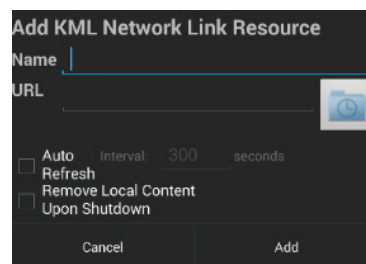 Add KML Network Link Resource
Name
URL
Auto Interval: 300 seconds
Refresh
Remove Local Content
Upon Shutdown
Cancel Add